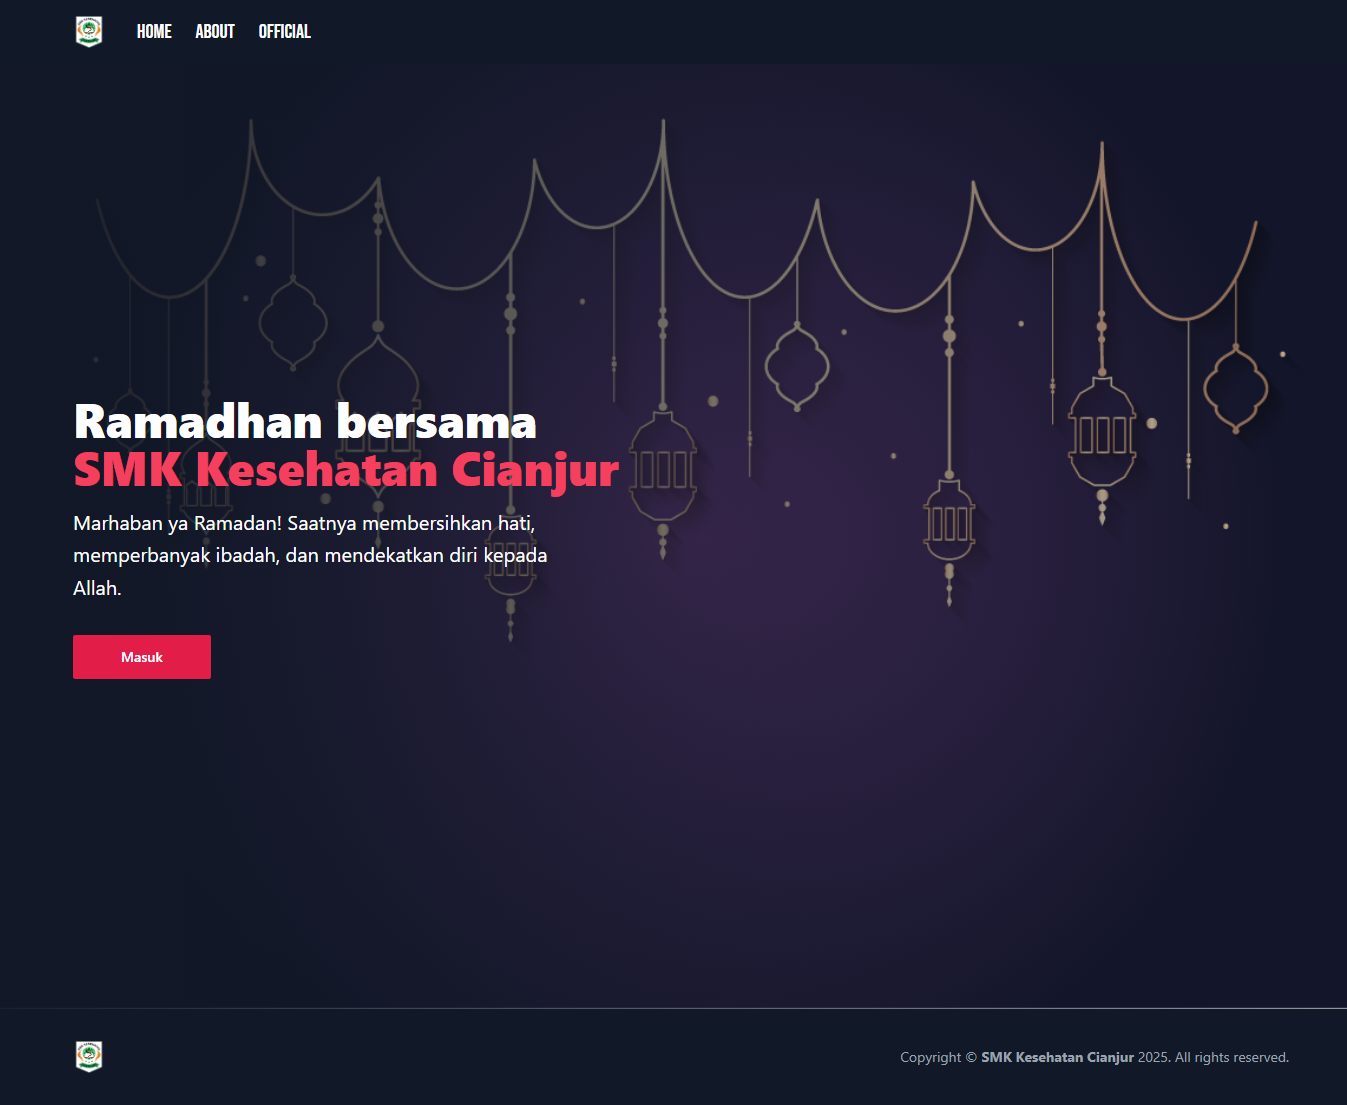 HOME ABOUT OFFICIAL
Ramadhan bersama
SMK Kesehatan Cianjur
Marhaban ya Ramadan! Saatnya membersihkan hati,
memperbanyak ibadah, dan mendekatkan diri kepada
Allah.
Masuk
Copyright © SMK Kesehatan Cianjur 2025. All rights reserved.